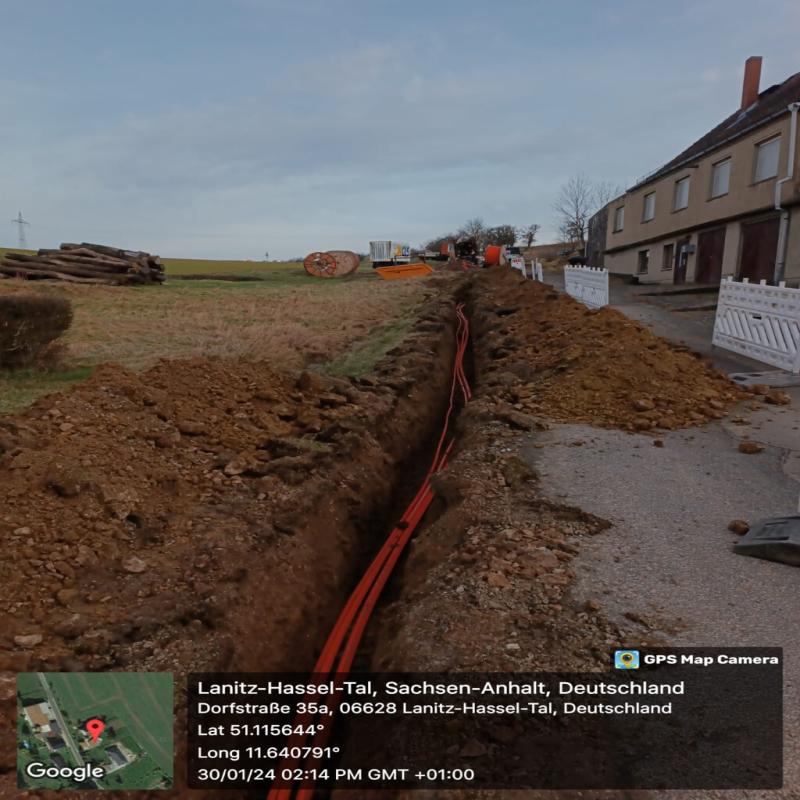 GPS Map Camera
Lanitz-Hassel-Tal, Sachsen-Anhalt, Deutschland
Dorfstraße 35a, 06628 Lanitz-Hassel-Tal, Deutschland
Lat 51.115644°
Long 11.640791°
30/01/24 02:14 PM GMT +01:00
Google